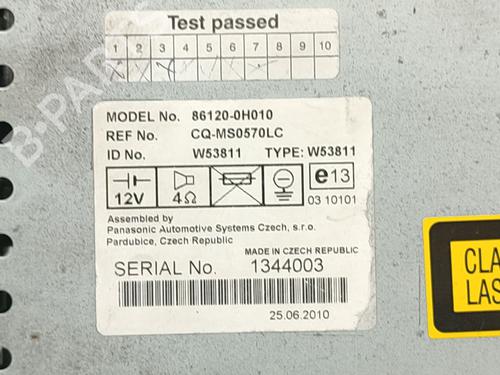 Test passed
1 2 3 4 5 6 7 8 9 10
MODEL No. 86120-0H010
REF No. CQ-MS0570LC
ID No. W53811 TYPE: W53811
12V 4Ω e13
03 10101
Assembled by
Panasonic Automotive Systems Czech, s.r.o.
Pardubice, Czech Republic
MADE IN CZECH REPUBLIC
SERIAL No. 1344003
25.06.2010
CLA
LAS
B-PARTS